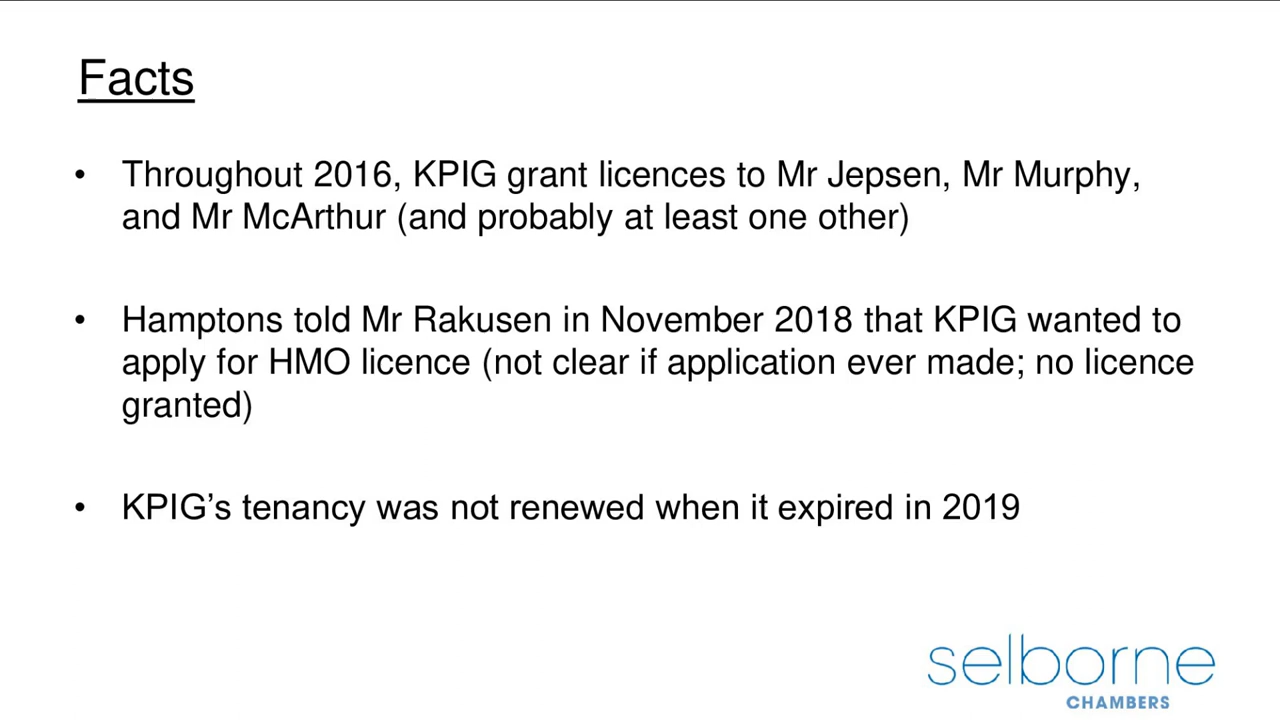 Facts
• Throughout 2016, KPIG grant licences to Mr Jepsen, Mr Murphy,
and Mr McArthur (and probably at least one other)
• Hamptons told Mr Rakusen in November 2018 that KPIG wanted to
apply for HMO licence (not clear if application ever made; no licence
granted)
• KPIG’s tenancy was not renewed when it expired in 2019
selborne
CHAMBERS